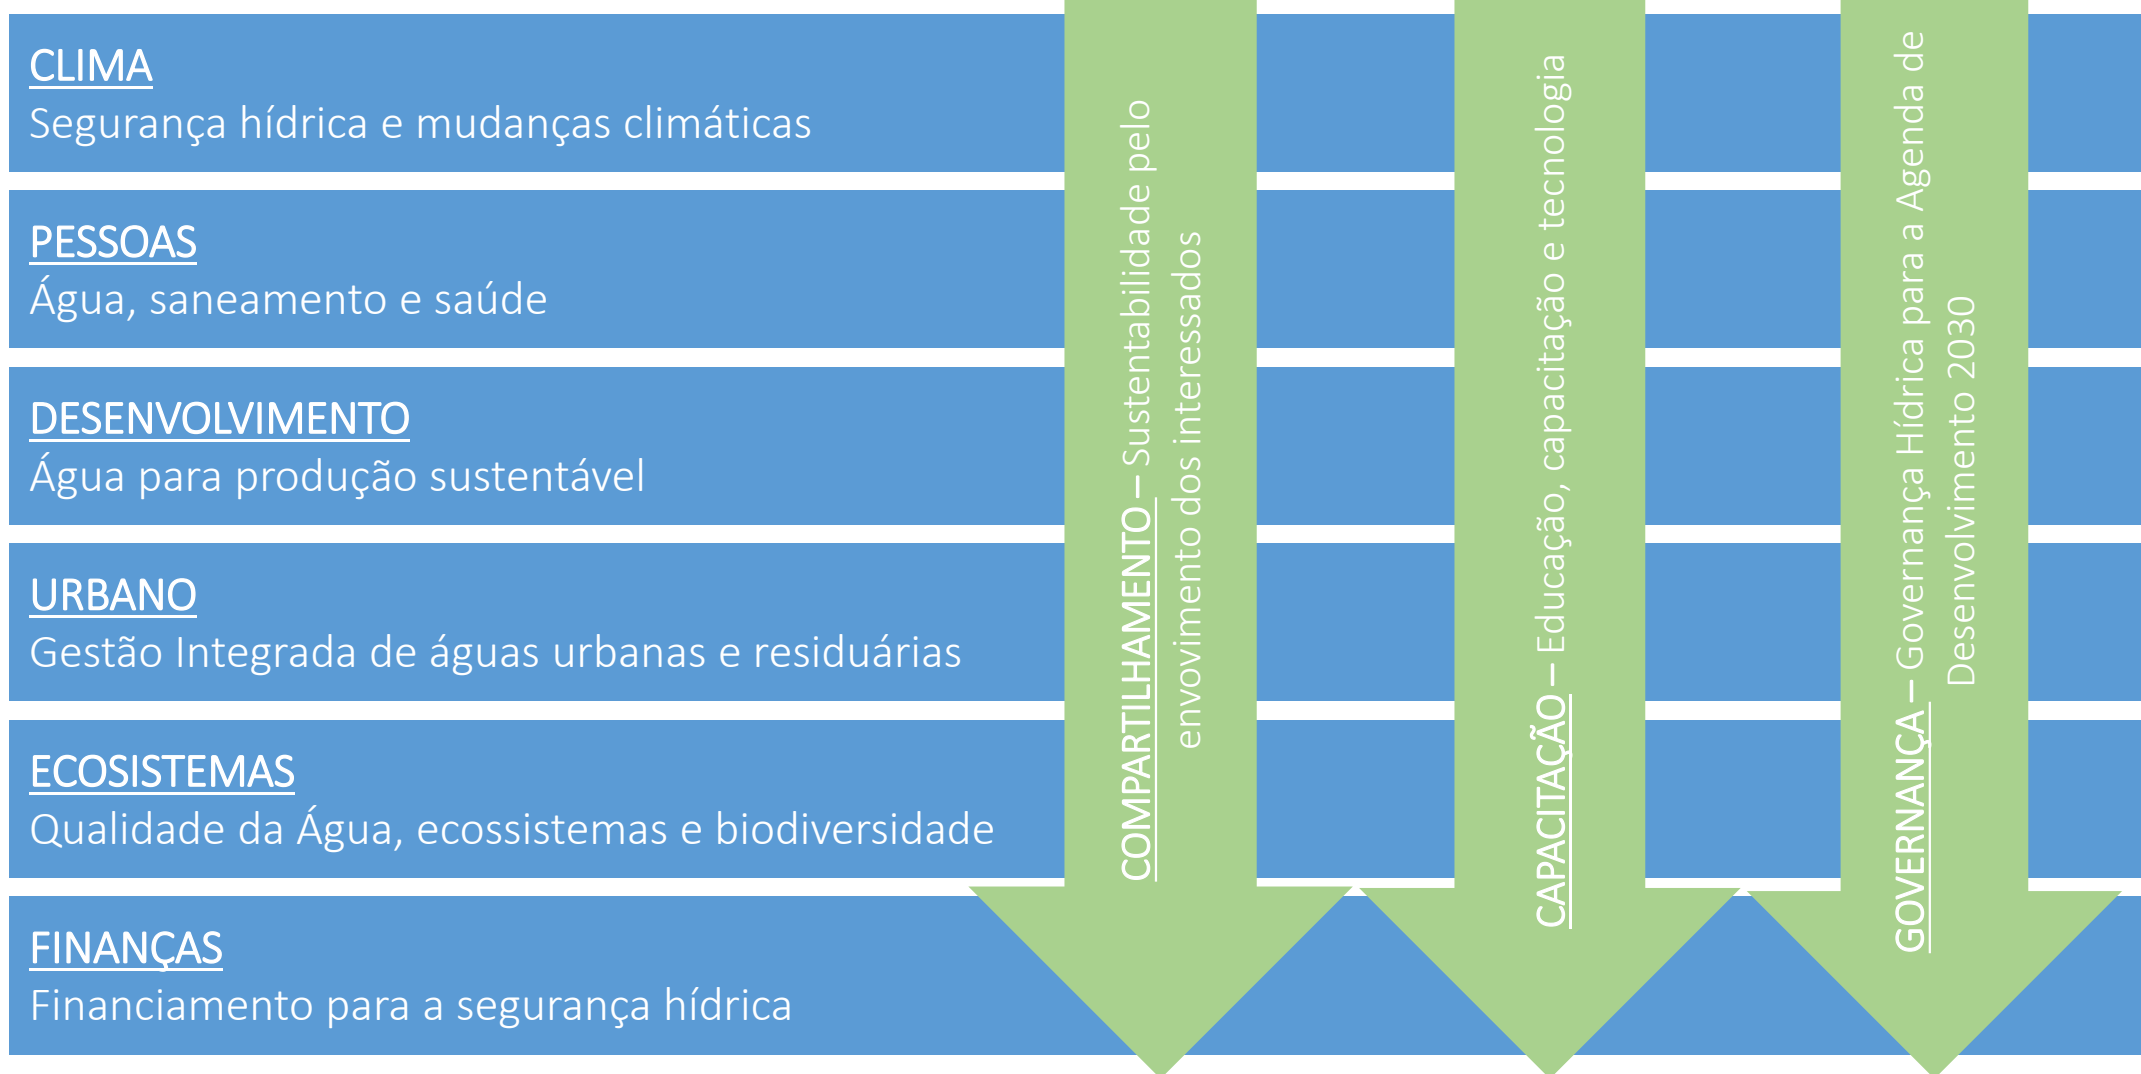 CLIMA
Segurança hídrica e mudanças climáticas
PESSOAS
Água, saneamento e saúde
DESENVOLVIMENTO
Água para produção sustentável
URBANO
Gestão Integrada de águas urbanas e residuárias
ECOSISTEMAS
Qualidade da Água, ecossistemas e biodiversidade
FINANÇAS
Financiamento para a segurança hídrica
COMPARTILHAMENTO – Sustentabilidade pelo
envovimento dos interessados
CAPACITAÇÃO – Educação, capacitação e tecnologia
GOVERNANÇA – Governança Hídrica para a Agenda de
Desenvolvimento 2030